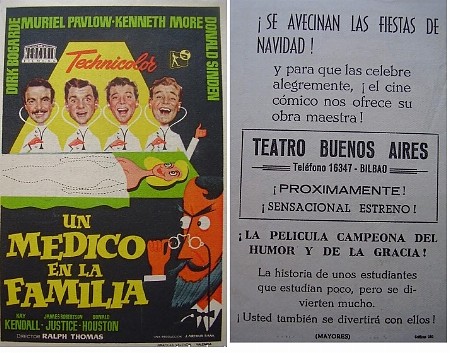 MURIEL PAVLOW-KENNETH MORE
DIRK BOGARDE
DONALD SINDEN
Technicolor
UN
MEDICO
EN LA
FAMILIA
KAY
KENDALL-
JAMES ROBERTSON
JUSTICE-
DONALD
HOUSTON
DIRECTOR RALPH THOMAS
¡SE AVECINAN LAS FIESTAS DE
NAVIDAD!
y para que las celebre
alegremente, ¡el cine
cómico nos ofrece su
obra maestra!
TEATRO BUENOS AIRES
Teléfono 16347 - BILBAO
¡PROXIMAMENTE!
¡SENSACIONAL ESTRENO!
¡LA PELICULA CAMPEONA DEL
HUMOR Y DE LA GRACIA!
La historia de unos estudiantes
que estudian poco, pero se di-
vierten mucho.
¡Usted también se divertirá con ellos!
(MAYORES)